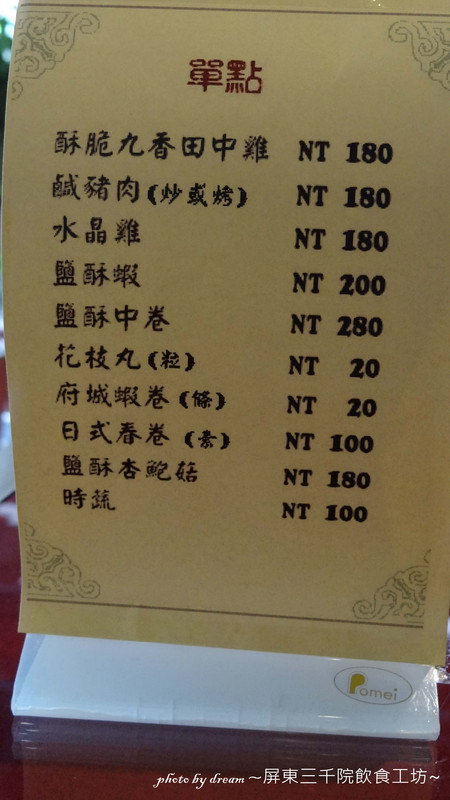 單點
酥脆九香田中雞 NT 180
鹹豬肉(炒或烤) NT 180
水晶雞 NT 180
鹽酥蝦 NT 200
鹽酥中卷 NT 280
花枝丸(粒) NT 20
府城蝦卷(條) NT 20
日式春卷(素) NT 100
鹽酥杏鮑菇 NT 180
時蔬 NT 100
Pomei
photo by dream ~屏東三千院飲食工坊~